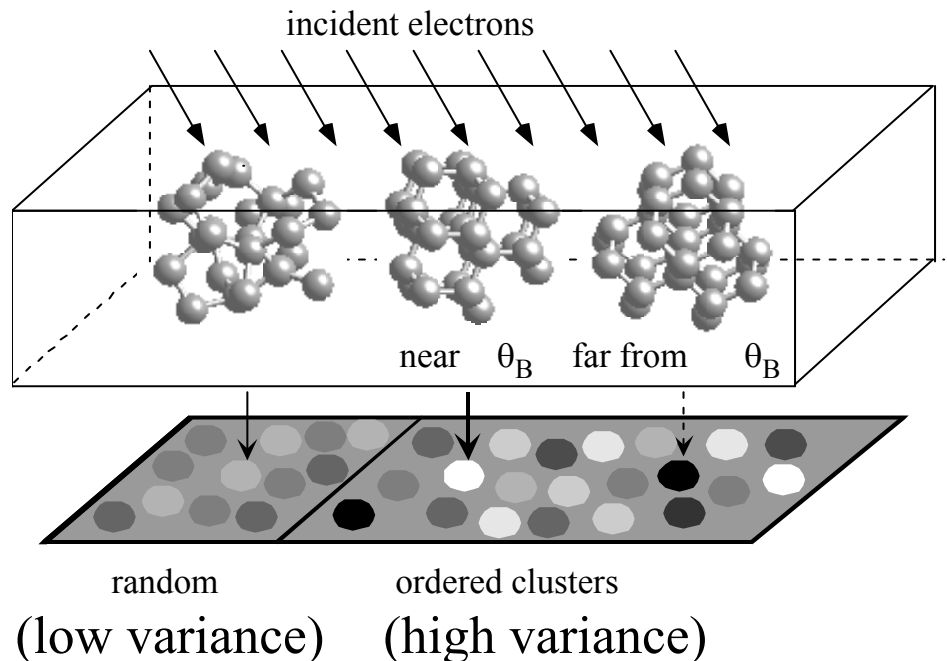 incident electrons
near θB far from θB
random ordered clusters
(low variance) (high variance)